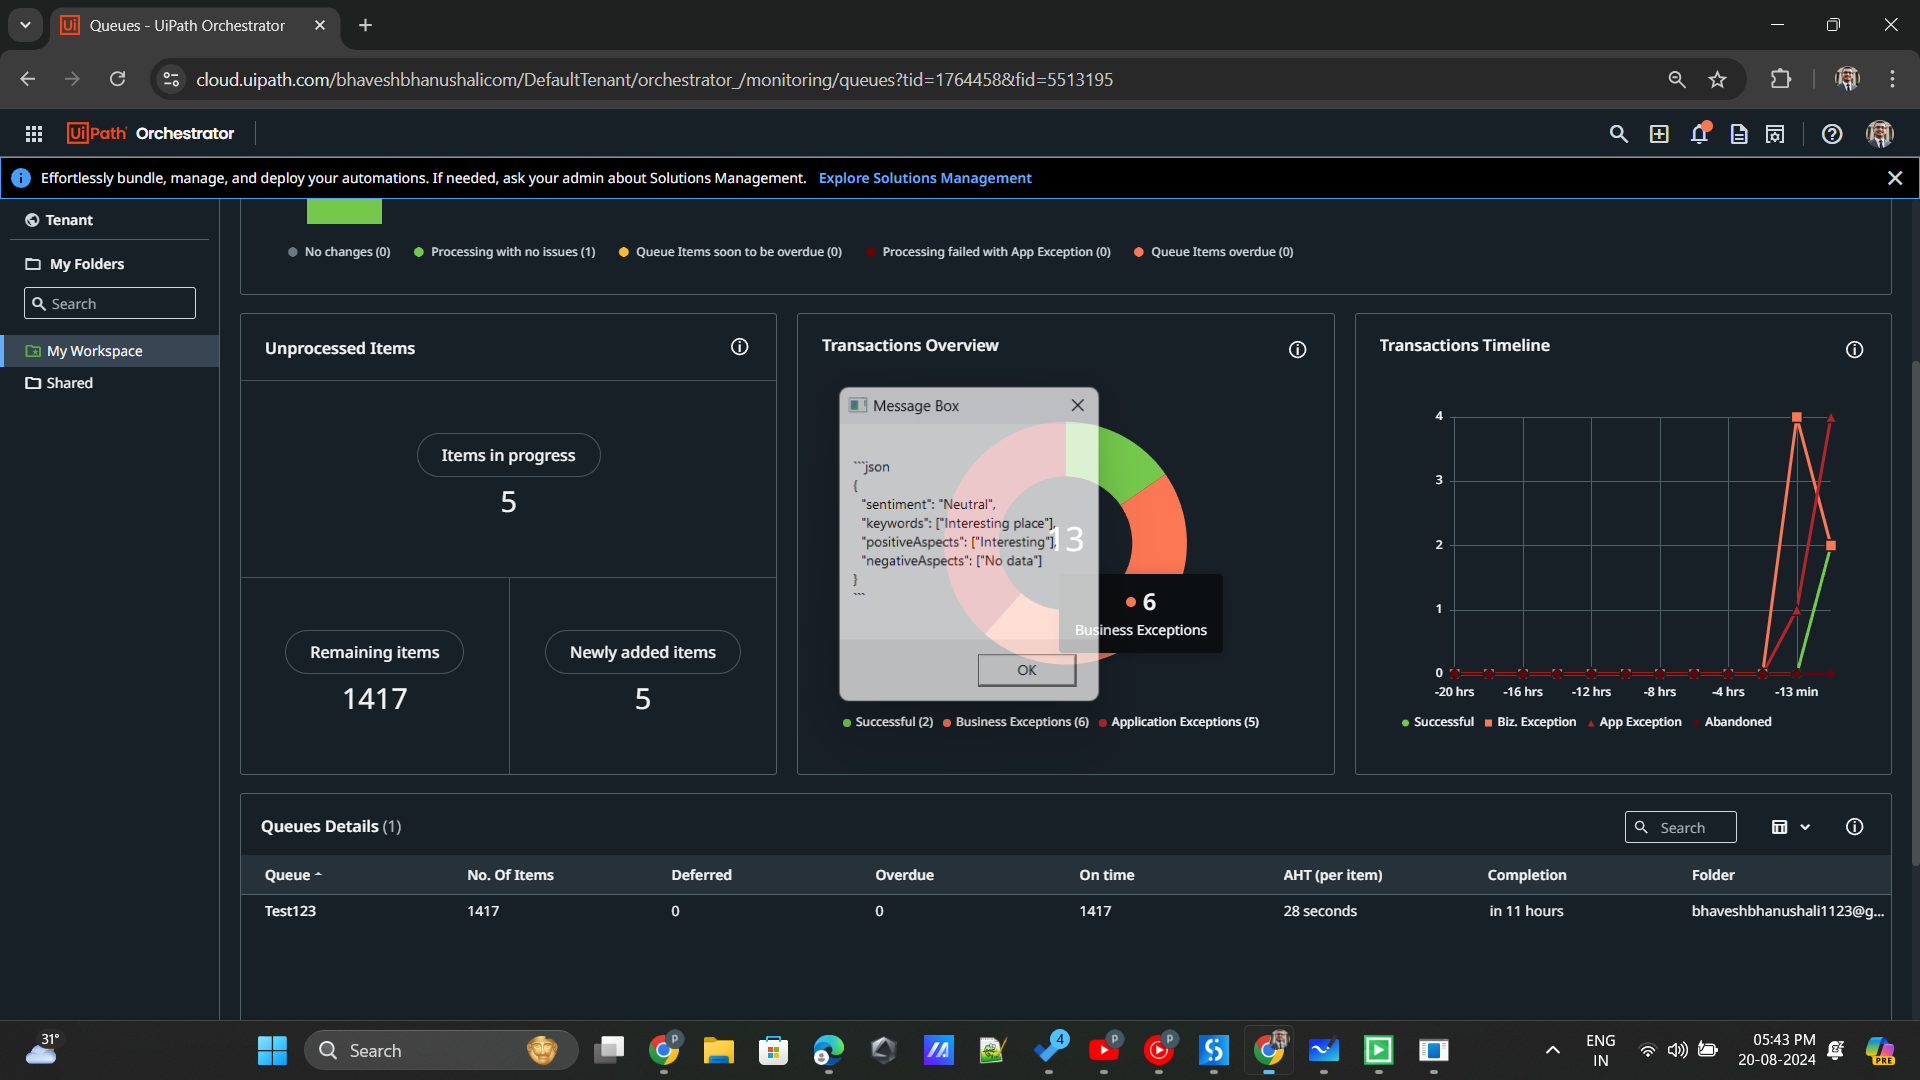 Queues - UiPath Orchestrator
cloud.uipath.com/bhaveshbhanushalicom/DefaultTenant/orchestrator_/monitoring/queues?tid=1764458&fid=5513195
UiPath Orchestrator
Effortlessly bundle, manage, and deploy your automations. If needed, ask your admin about Solutions Management. Explore Solutions Management
Tenant
My Folders
Search
My Workspace
Shared
No changes (0) Processing with no issues (1) Queue Items soon to be overdue (0) Processing failed with App Exception (0) Queue Items overdue (0)
Unprocessed Items
Items in progress
5
Remaining items
1417
Newly added items
5
Transactions Overview
Message Box
```json
{
"sentiment": "Neutral",
"keywords": ["Interesting place"],
"positiveAspects": ["Interesting"],
"negativeAspects": ["No data"]
}
```
OK
13
6
Business Exceptions
Successful (2) Business Exceptions (6) Application Exceptions (5)
Transactions Timeline
4
3
2
1
0
-20 hrs -16 hrs -12 hrs -8 hrs -4 hrs -13 min
Successful Biz. Exception App Exception Abandoned
Queues Details (1)
Search
Queue No. Of Items Deferred Overdue On time AHT (per item) Completion Folder
Test123 1417 0 0 1417 28 seconds in 11 hours bhaveshbhanushali1123@g...
31°
Search
P
4
P
P
ENG
IN
05:43 PM
20-08-2024
PRE